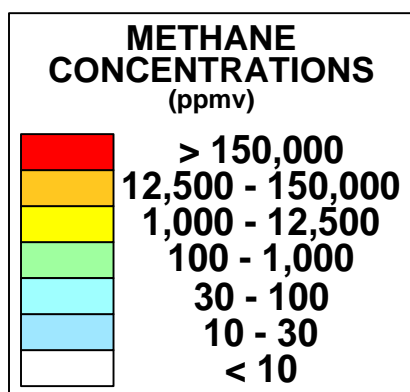 METHANE
CONCENTRATIONS
(ppmv)
> 150,000
12,500 - 150,000
1,000 - 12,500
100 - 1,000
30 - 100
10 - 30
< 10